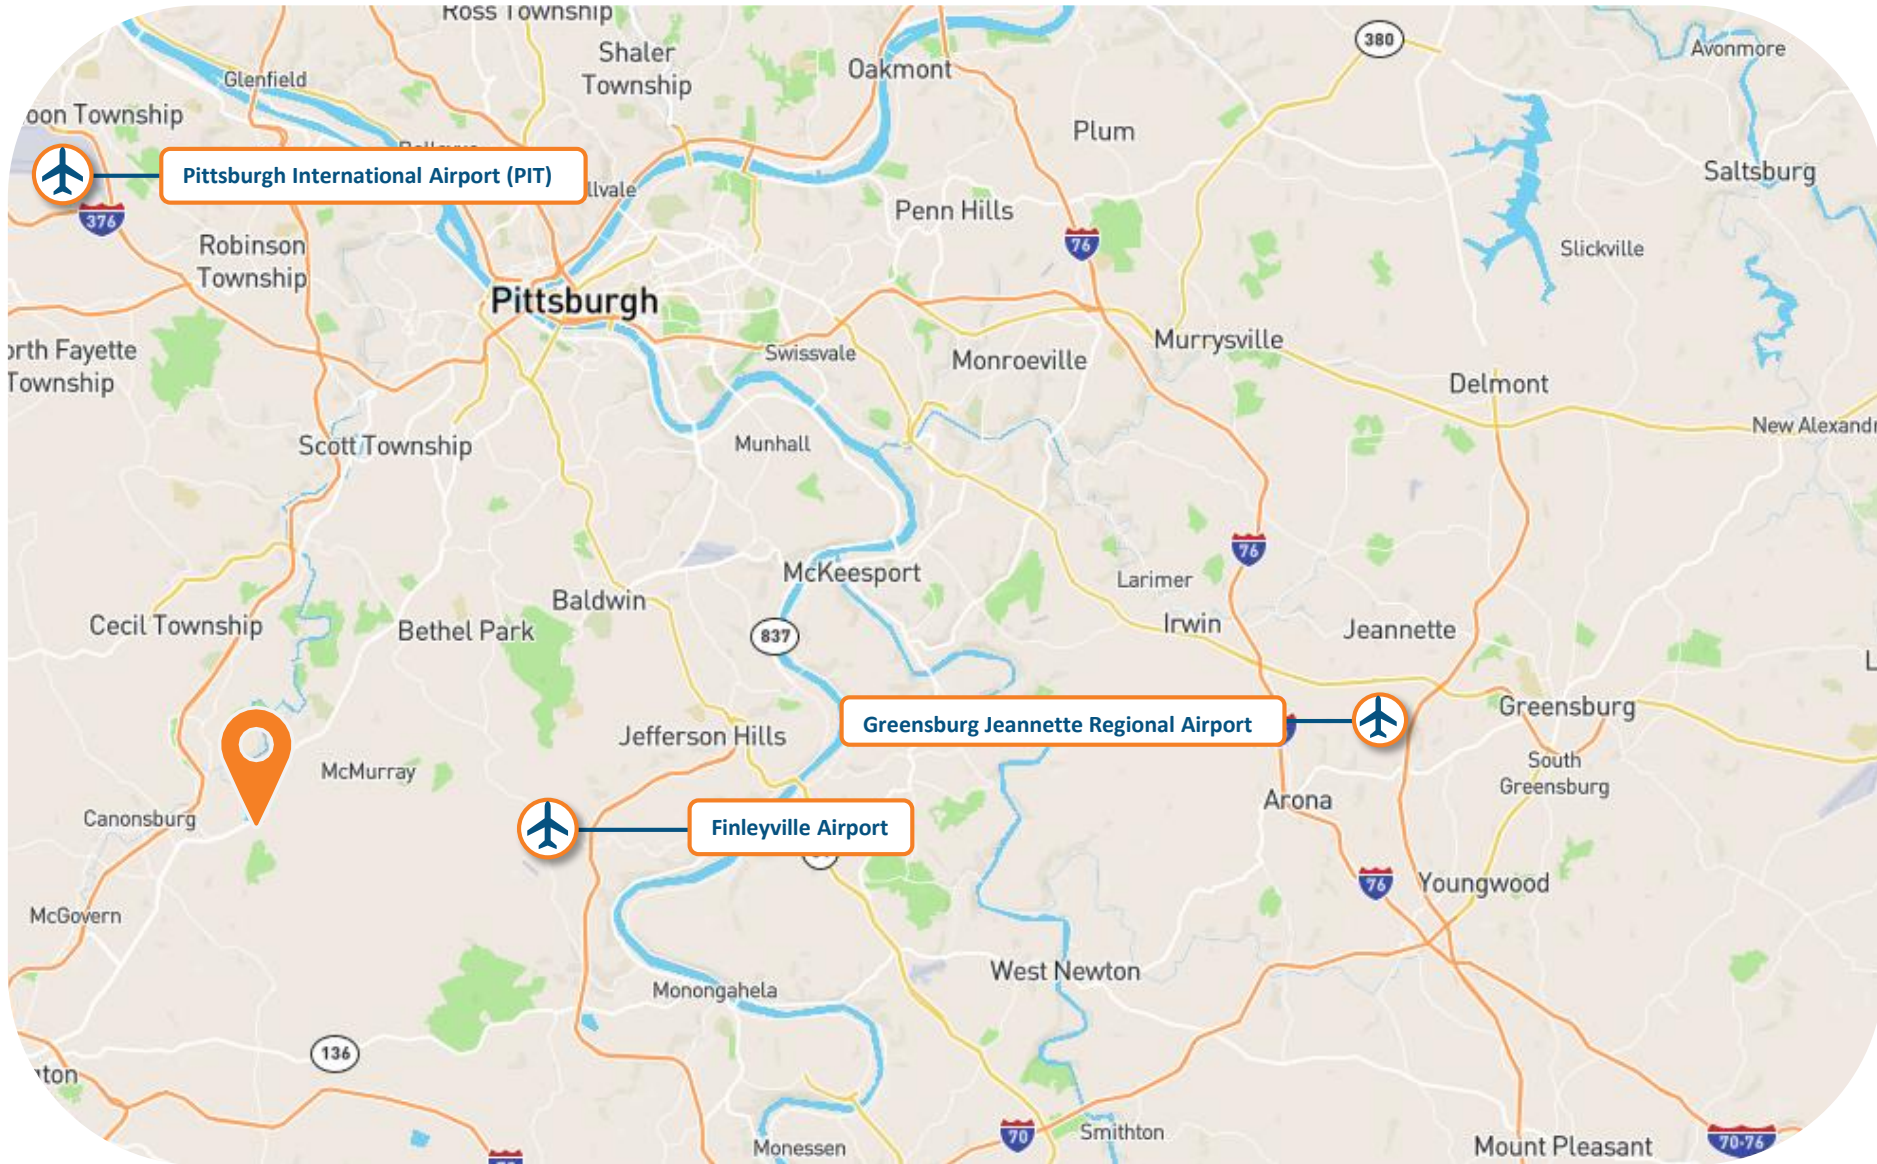 Ross Township
Shaler
Township
380
Avonmore
Glenfield
Oakmont
oon Township
Plum
Pittsburgh International Airport (PIT)
Saltsburg
llvale
376
Penn Hills
76
Robinson
Township
Slickville
Pittsburgh
orth Fayette
Township
Swissvale
Monroeville
Murrysville
Delmont
New Alexandr
Scott Township
Munhall
76
McKeesport
Larimer
Baldwin
Cecil Township
Bethel Park
837
Irwin
Jeannette
L
Greensburg
Jefferson Hills
Greensburg Jeannette Regional Airport
McMurray
South
Greensburg
Arona
Canonsburg
Finleyville Airport
76
Youngwood
McGovern
West Newton
Monongahela
136
gton
70
Smithton
Monessen
Mount Pleasant
70-76